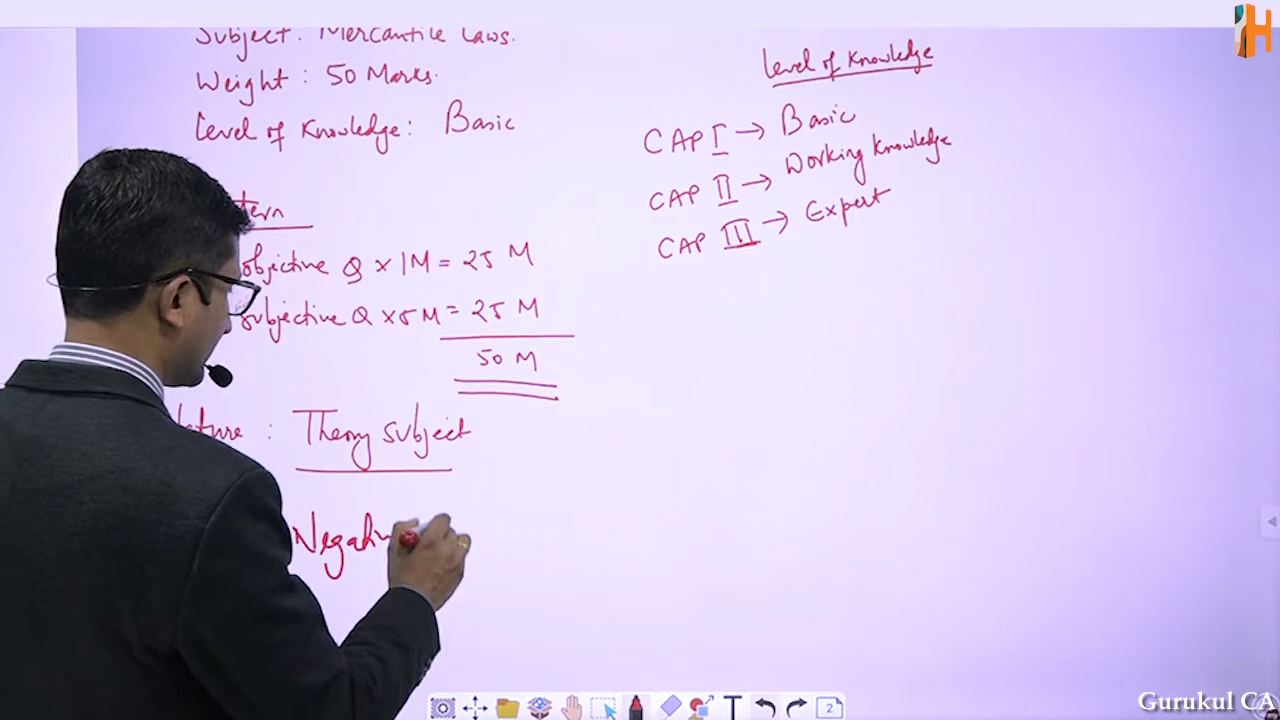 Subject: Mercantile Laws.
Weight: 50 Marks.
Level of Knowledge: Basic
objective Q × 1M = 25 M
subjective Q × 5M = 25 M
50 M
: Theory subject
Level of Knowledge
CAP I → Basic
CAP II → Working Knowledge
CAP III → Expert
H
T
2
Gurukul CA